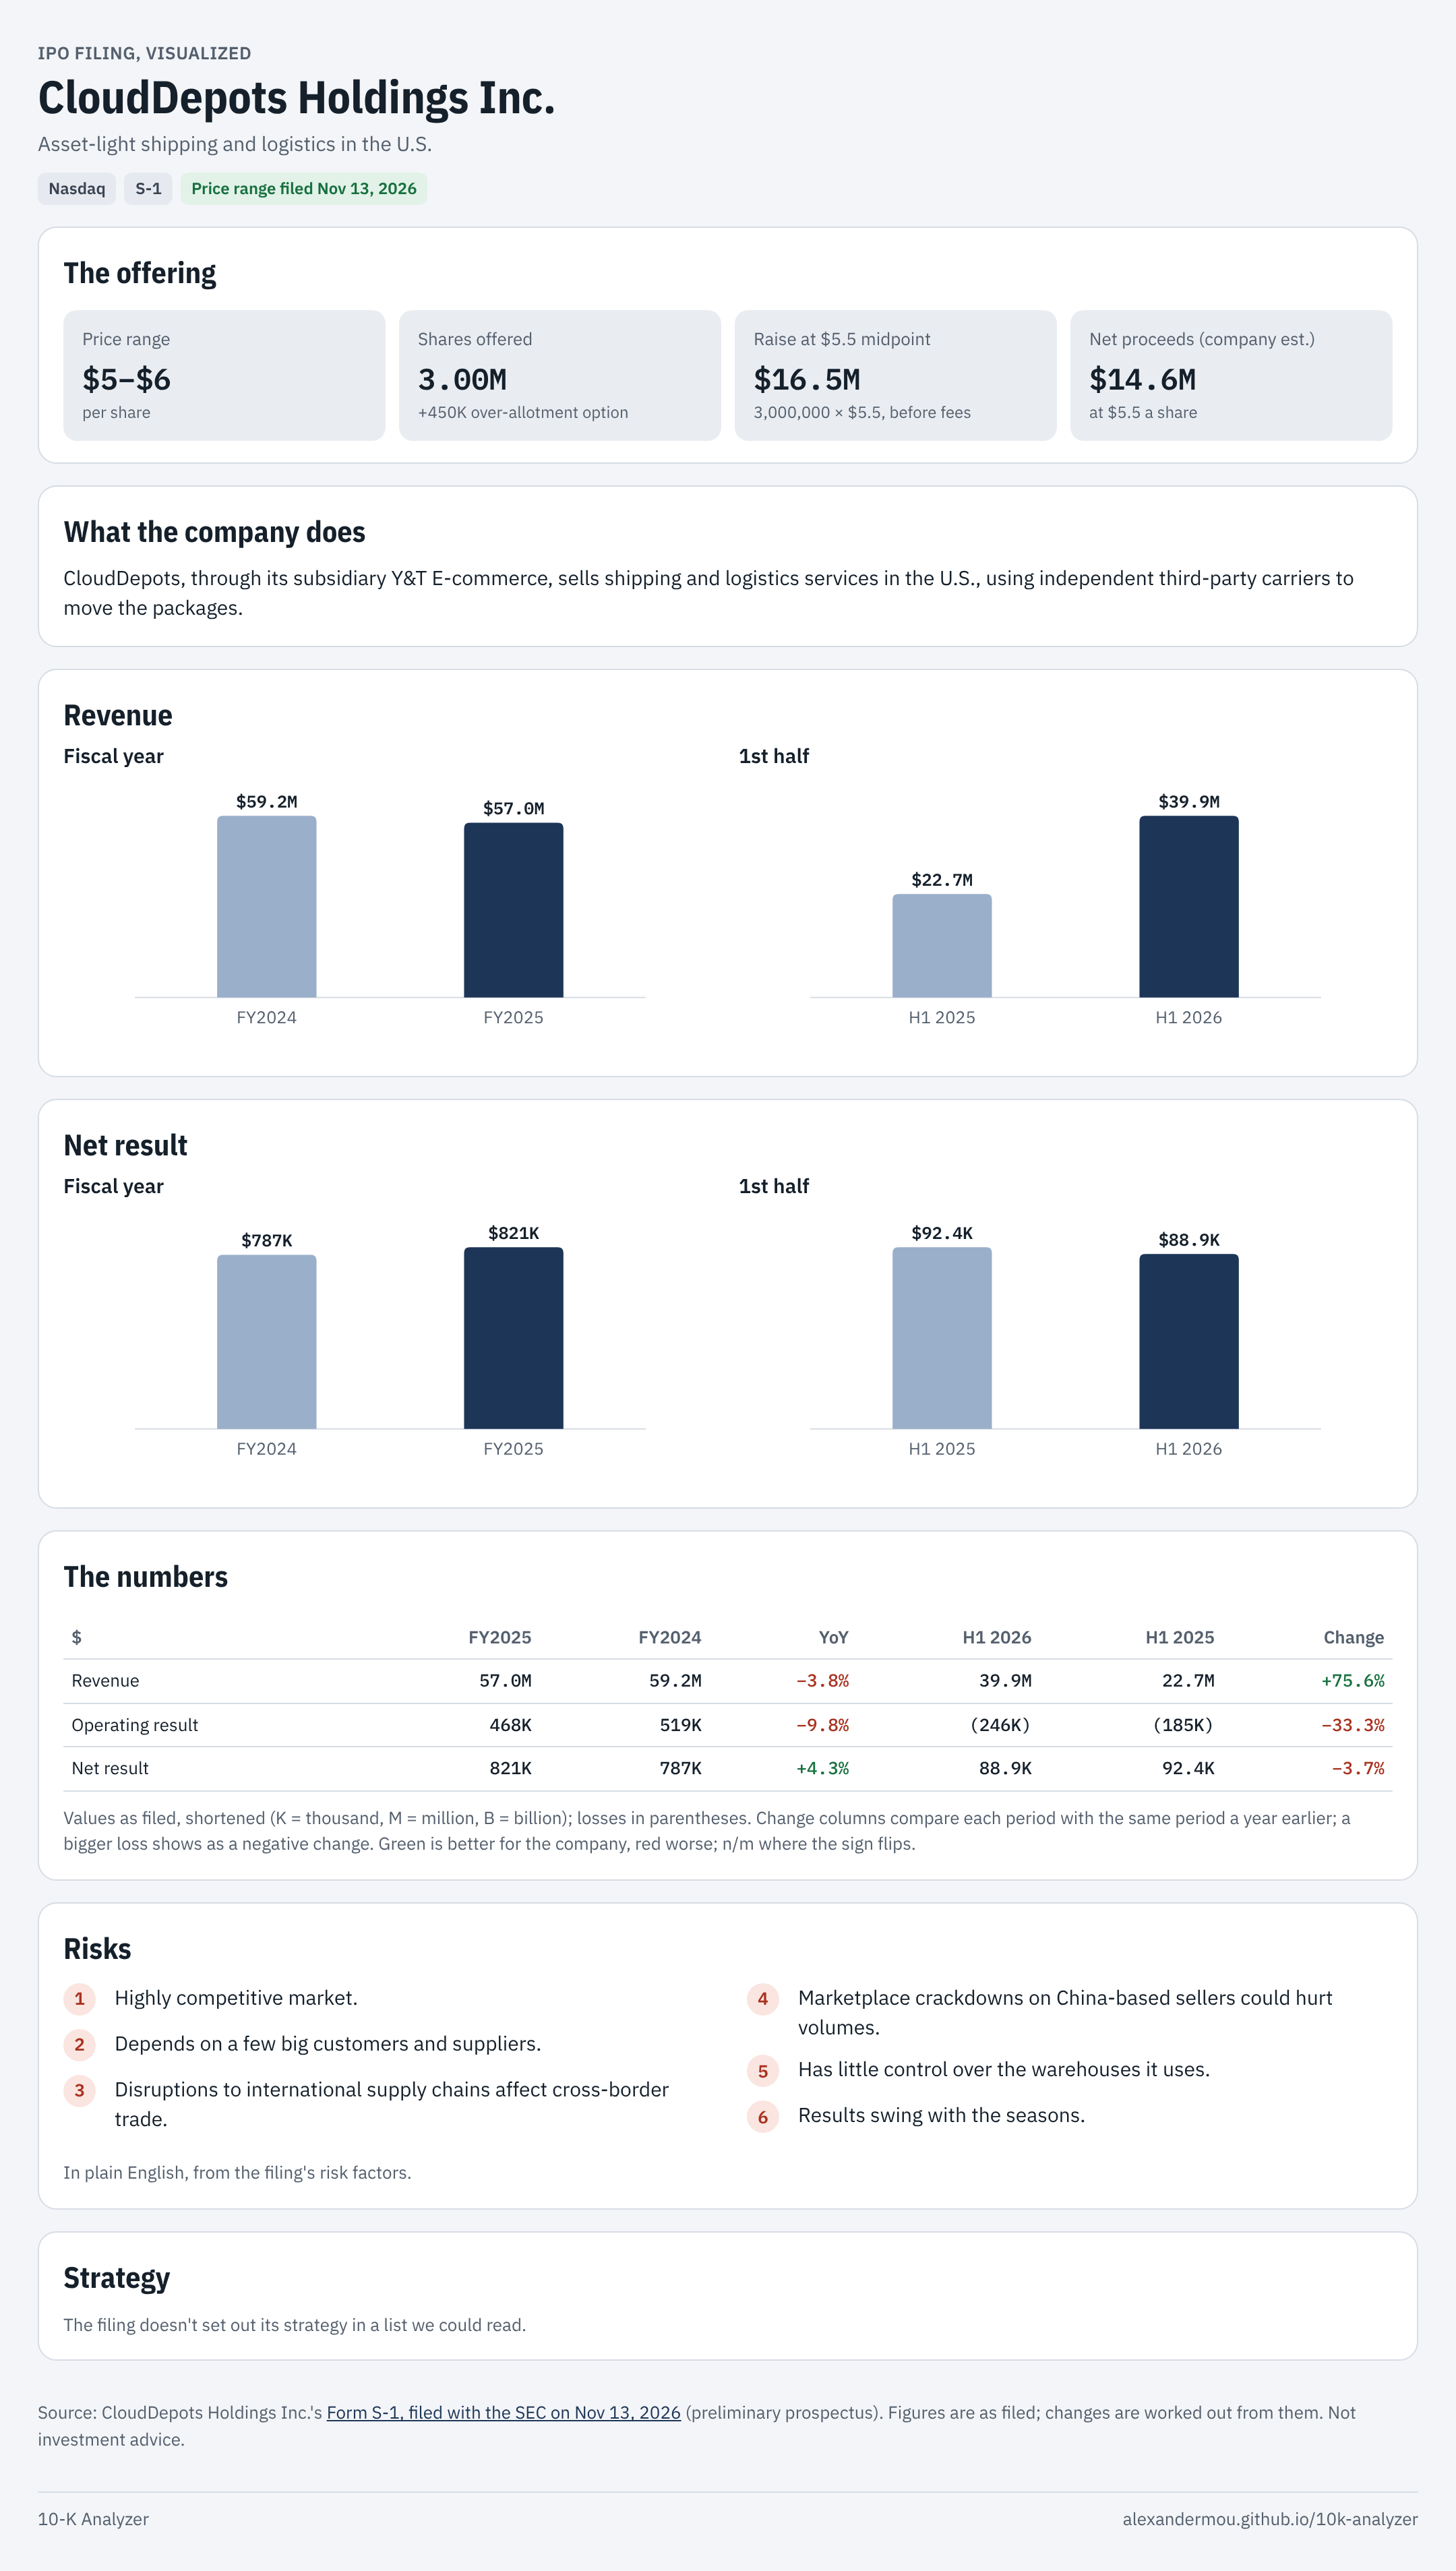 IPO FILING, VISUALIZED
CloudDepots Holdings Inc.
Asset-light shipping and logistics in the U.S.
Nasdaq S-1 Price range filed Nov 13, 2026
The offering
Price range
$5–$6
per share
Shares offered
3.00M
+450K over-allotment option
Raise at $5.5 midpoint
$16.5M
3,000,000 × $5.5, before fees
Net proceeds (company est.)
$14.6M
at $5.5 a share
What the company does
CloudDepots, through its subsidiary Y&T E-commerce, sells shipping and logistics services in the U.S., using independent third-party carriers to
move the packages.
Revenue
Fiscal year
$59.2M
$57.0M
FY2024 FY2025
1st half
$22.7M
$39.9M
H1 2025 H1 2026
Net result
Fiscal year
$787K
$821K
FY2024 FY2025
1st half
$92.4K
$88.9K
H1 2025 H1 2026
The numbers
$ FY2025 FY2024 YoY H1 2026 H1 2025 Change
Revenue 57.0M 59.2M −3.8% 39.9M 22.7M +75.6%
Operating result 468K 519K −9.8% (246K) (185K) −33.3%
Net result 821K 787K +4.3% 88.9K 92.4K −3.7%
Values as filed, shortened (K = thousand, M = million, B = billion); losses in parentheses. Change columns compare each period with the same period a year earlier; a
bigger loss shows as a negative change. Green is better for the company, red worse; n/m where the sign flips.
Risks
1 Highly competitive market.
2 Depends on a few big customers and suppliers.
3 Disruptions to international supply chains affect cross-border
trade.
4 Marketplace crackdowns on China-based sellers could hurt
volumes.
5 Has little control over the warehouses it uses.
6 Results swing with the seasons.
In plain English, from the filing's risk factors.
Strategy
The filing doesn't set out its strategy in a list we could read.
Source: CloudDepots Holdings Inc.'s Form S-1, filed with the SEC on Nov 13, 2026 (preliminary prospectus). Figures are as filed; changes are worked out from them. Not
investment advice.
10-K Analyzer alexandermou.github.io/10k-analyzer